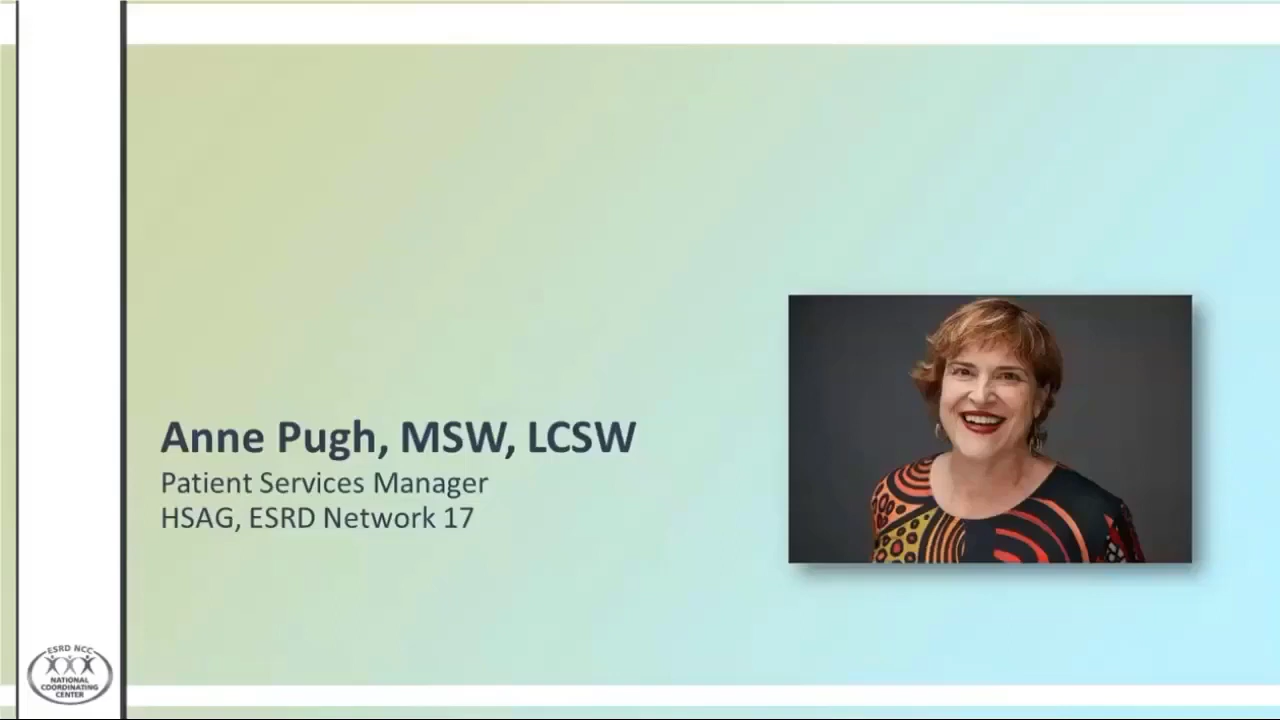 Anne Pugh, MSW, LCSW
Patient Services Manager
HSAG, ESRD Network 17
ESRD NCC
NATIONAL
COORDINATING
CENTER